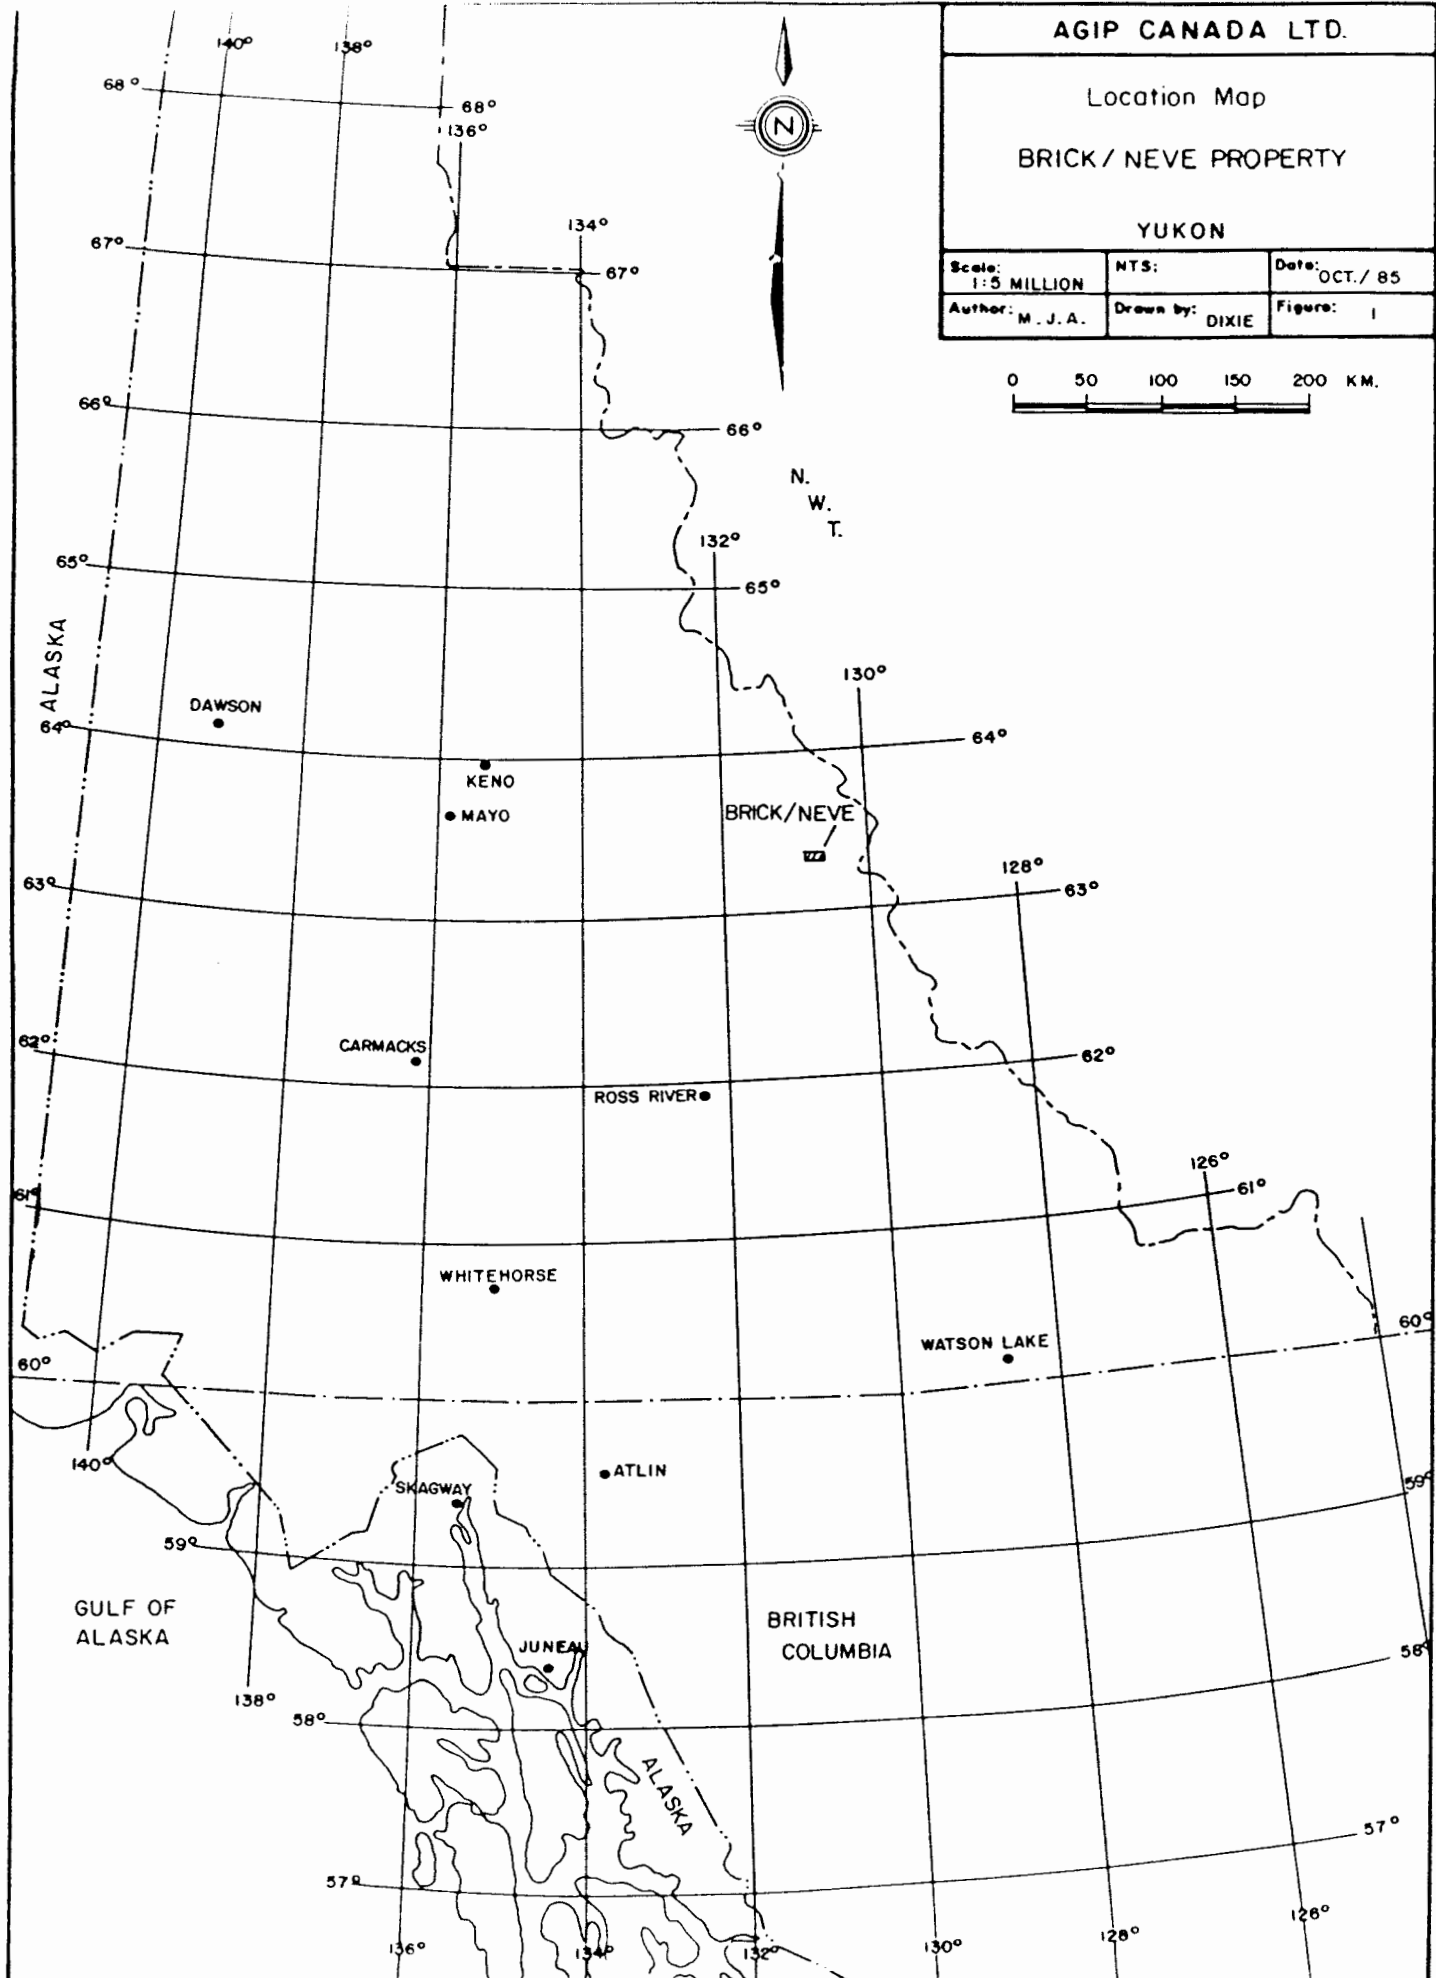 AGIP CANADA LTD.
Location Map
BRICK/NEVE PROPERTY
YUKON
Scale: 1:5 MILLION
NTS:
Date: OCT./85
Author: M.J.A.
Drawn by: DIXIE
Figure: 1
0 50 100 150 200 KM.
N
140° 138°
68° 68°
136°
134°
67° 67°
66° 66°
N.
W.
T.
132°
65° 65°
ALASKA
130°
DAWSON
64° 64°
KENO
MAYO
BRICK/NEVE
128°
63° 63°
CARMACKS
62° 62°
ROSS RIVER
126°
61° 61°
WHITEHORSE
WATSON LAKE
60° 60°
140°
ATLIN
SKAGWAY
59° 59°
GULF OF
ALASKA
BRITISH
COLUMBIA
JUNEAU
58°
138°
58°
ALASKA
57°
57°
136° 134° 132° 130° 128° 126°